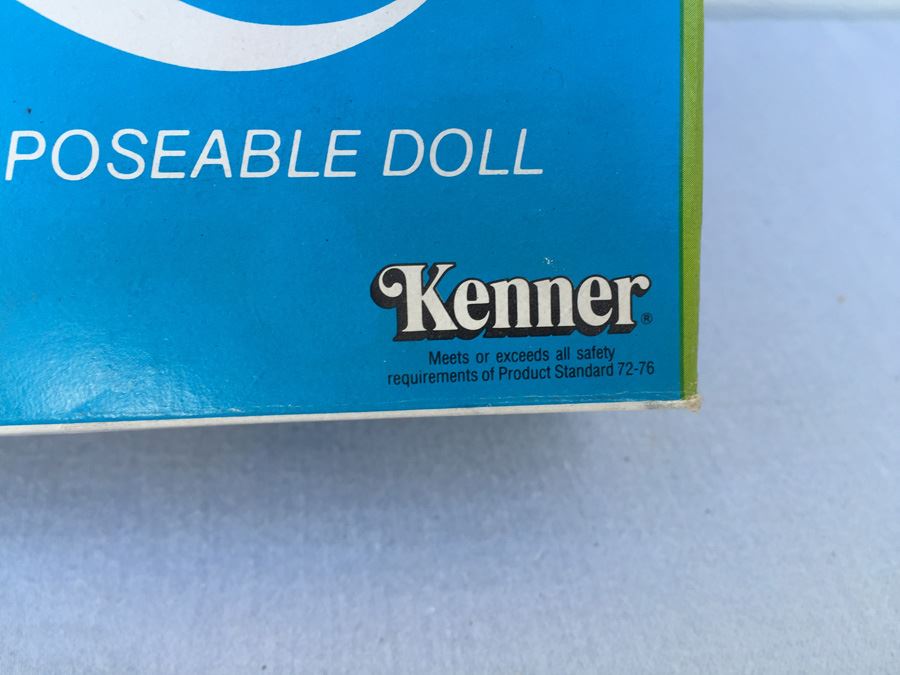 POSEABLE DOLL
Kenner®
Meets or exceeds all safety
requirements of Product Standard 72-76